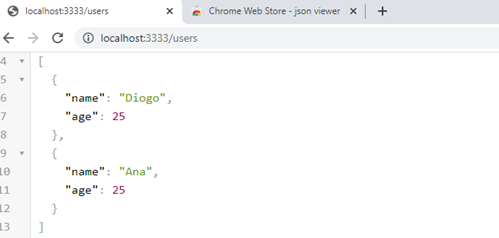 localhost:3333/users
Chrome Web Store - json viewer
localhost:3333/users
4 [
5 {
6 "name": "Diogo",
7 "age": 25
8 },
9 {
10 "name": "Ana",
11 "age": 25
12 }
13 ]